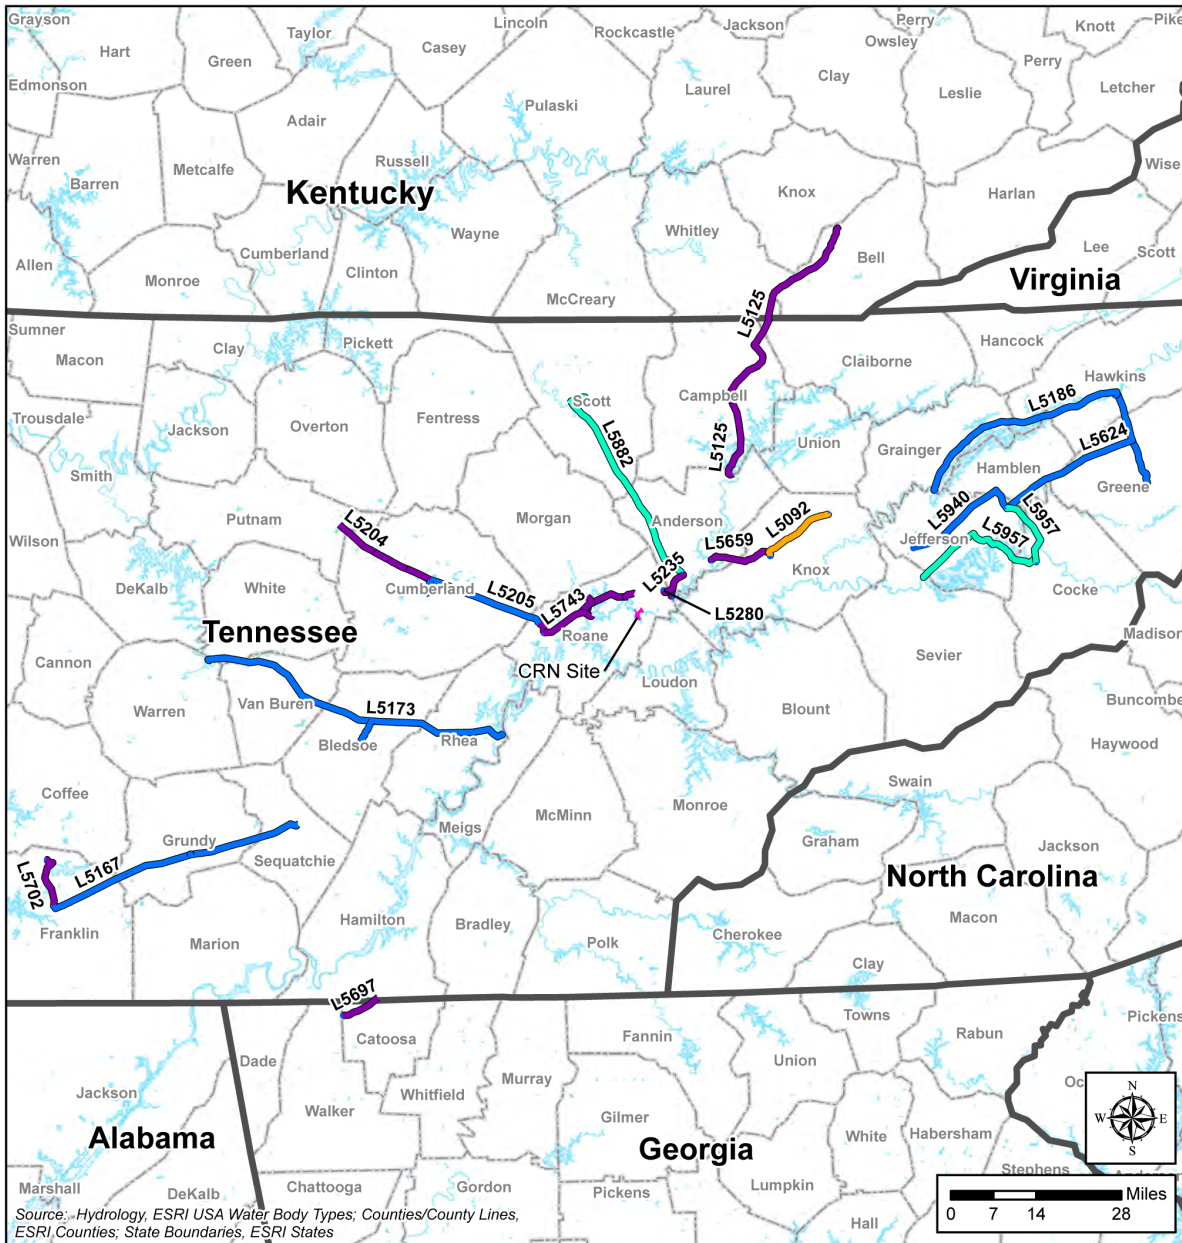 Grayson
Hart
Taylor
Green
Casey
Lincoln
Rockcastle
Jackson
Perry
Owsley
Knott
Pike
Perry
Clay
Laurel
Leslie
Letcher
Edmonson
Pulaski
Adair
Warren
Metcalfe
Russell
Barren
Kentucky
Knox
Harlan
Wise
Wayne
Whitley
Cumberland
Lee
Scott
Allen
Monroe
Clinton
McCreary
Bell
Virginia
L5125
Sumner
Macon
Clay
Pickett
Hancock
Claiborne
Hawkins
Trousdale
Jackson
Overton
Fentress
Scott
Campbell
L5186
L5125
L5882
Union
Grainger
L5624
Hamblen
Smith
Greene
Putnam
Morgan
Anderson
L5092
L5940
L5957
L5957
Jefferson
Wilson
L5204
L5659
Knox
DeKalb
White
Cumberland
L5235
L5205
L5743
L5280
Cocke
Tennessee
Roane
Madison
CRN Site
Sevier
Cannon
Loudon
Warren
Van Buren
L5173
Blount
Buncombe
Bledsoe
Rhea
Haywood
Swain
Coffee
Monroe
McMinn
Meigs
Grundy
Graham
Jackson
Sequatchie
L5702
L5167
North Carolina
Hamilton
Macon
Franklin
Marion
Bradley
Polk
Cherokee
Clay
L5697
Catoosa
Fannin
Towns
Rabun
Pickens
Dade
Union
Murray
Jackson
Whitfield
Walker
Gilmer
Oc
N
W
E
S
Alabama
Georgia
White
Habersham
Stephens
Marshall
DeKalb
Chattooga
Gordon
Pickens
Lumpkin
Hall
Miles
0 7 14 28
Source: Hydrology, ESRI USA Water Body Types; Counties/County Lines,
ESRI Counties; State Boundaries, ESRI States